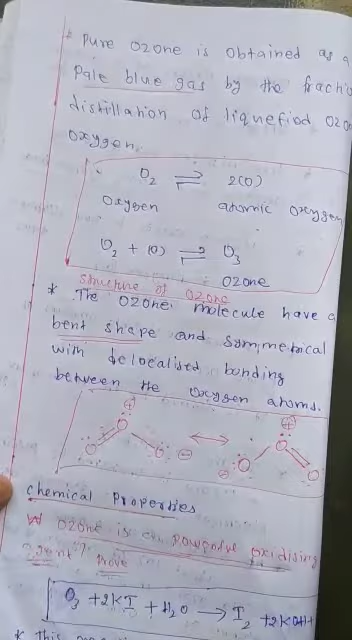 * Pure Ozone is obtained as a
Pale blue gas by the
distillation of liquefied
Oxygen.
O₂ ⇌ 2(O)
Oxygen atomic Oxygen
O₂ + (O) ⇌ O₃
Ozone
Structure of Ozone
* The Ozone molecule have a
bent shape and symmetrical
with delocalised bonding
between the oxygen atoms.
⊕ ⊕
O O O ⊖ ↔ ⊖ O O O
Chemical Properties
Ozone is powerful oxidising
agent? Prove
O₃ + 2KI + H₂O → I₂ + 2KOH +
* This